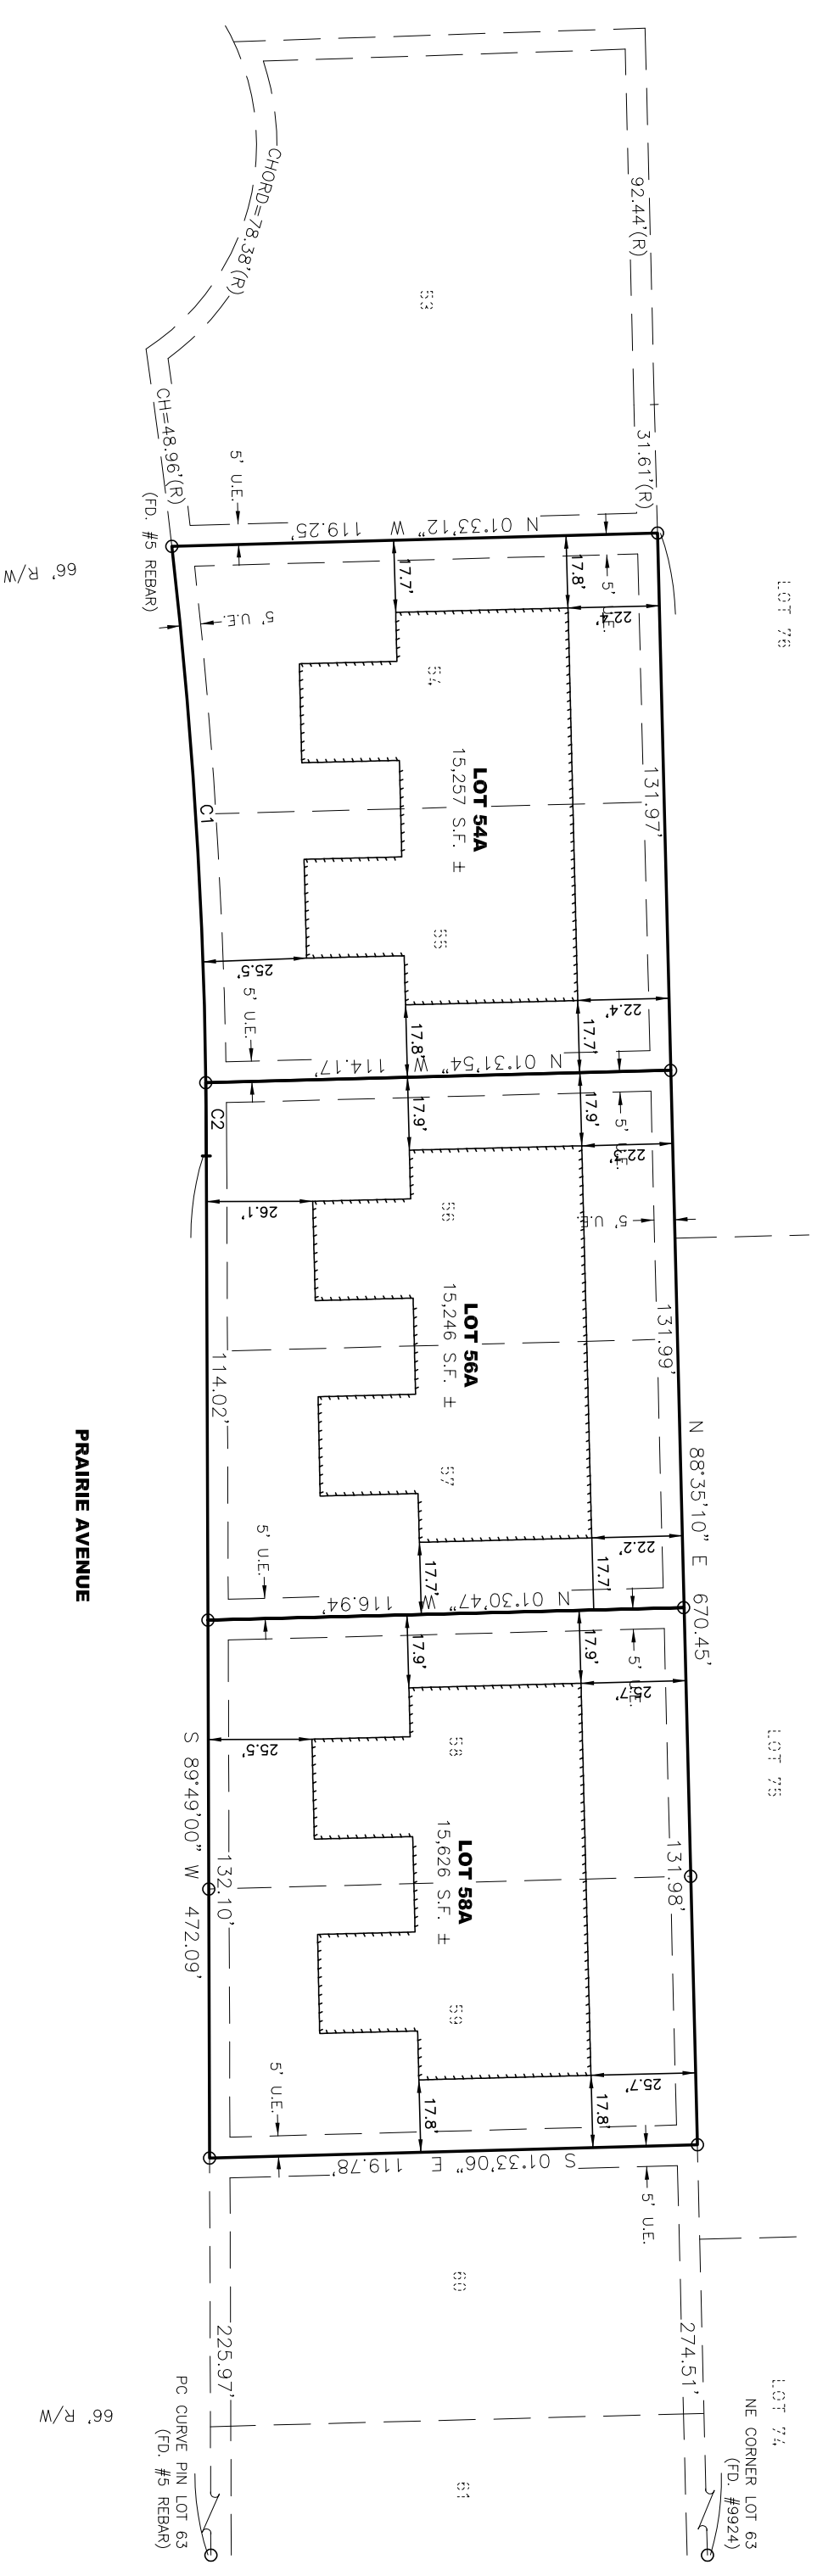 92.44'(R)
CHORD=78.38'(R)
53
31.61'(R)
CH=48.96'(R)
5' U.E.
N 01°33'12" W 119.25'
(FD. #5 REBAR)
66' R/W
LOT 76
17.8'
17.7'
5' U.E.
22.4'
5' U.E.
54
LOT 54A
15,257 S.F. ±
131.97'
C1
55
25.5'
22.4'
5' U.E.
17.8'
17.7'
N 01°31'54" W 114.17'
C2
17.9'
17.9'
5' U.E.
22.3'
26.1'
56
5' U.E.
LOT 56A
15,246 S.F. ±
131.99'
114.02'
N 88°35'10" E 670.45'
PRAIRIE AVENUE
57
5' U.E.
22.2'
17.7'
17.7'
N 01°30'47" W 116.94'
17.9'
17.9'
5' U.E.
25.7'
25.5'
58
LOT 75
S 89°49'00" W 472.09'
LOT 58A
15,626 S.F. ±
131.98'
132.10'
59
5' U.E.
25.7'
17.8'
17.8'
S 01°33'06" E 119.78'
5' U.E.
60
225.97'
274.51'
LOT 74
66' R/W
PC CURVE PIN LOT 63
(FD. #5 REBAR)
NE CORNER LOT 63
(FD. #9924)
61